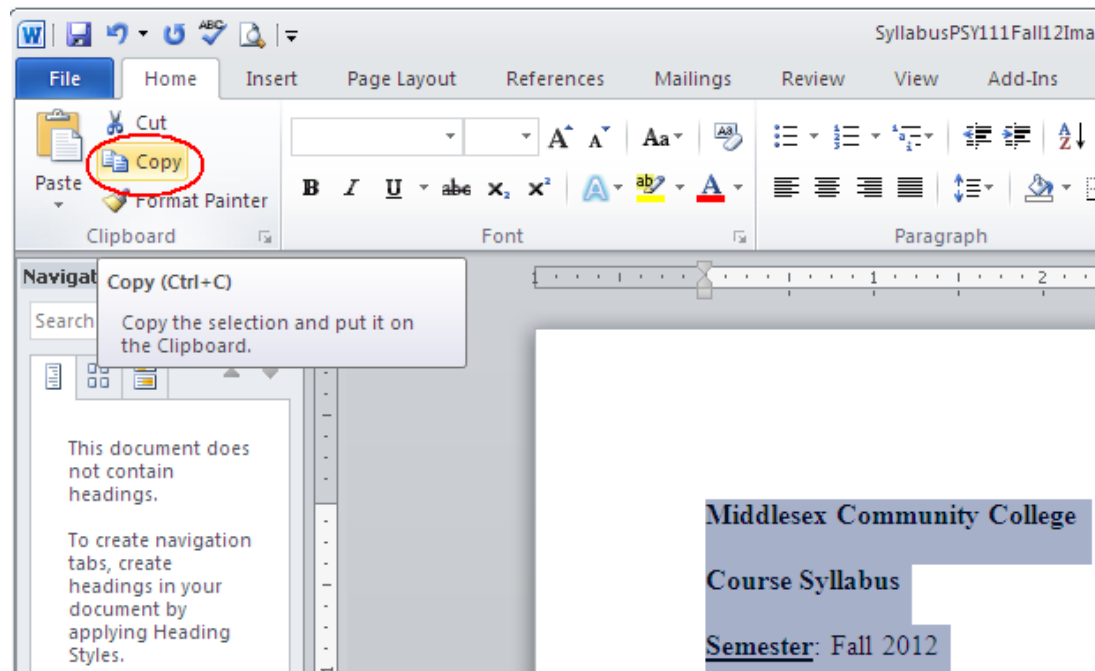 SyllabusPSY111Fall12Ima
File Home Insert Page Layout References Mailings Review View Add-Ins
Cut
Copy
Format Painter
Paste
Clipboard Font Paragraph
Navigat
Search
Copy (Ctrl+C)
Copy the selection and put it on
the Clipboard.
1 1 2
This document does
not contain
headings.
To create navigation
tabs, create
headings in your
document by
applying Heading
Styles.
Middlesex Community College
Course Syllabus
Semester: Fall 2012